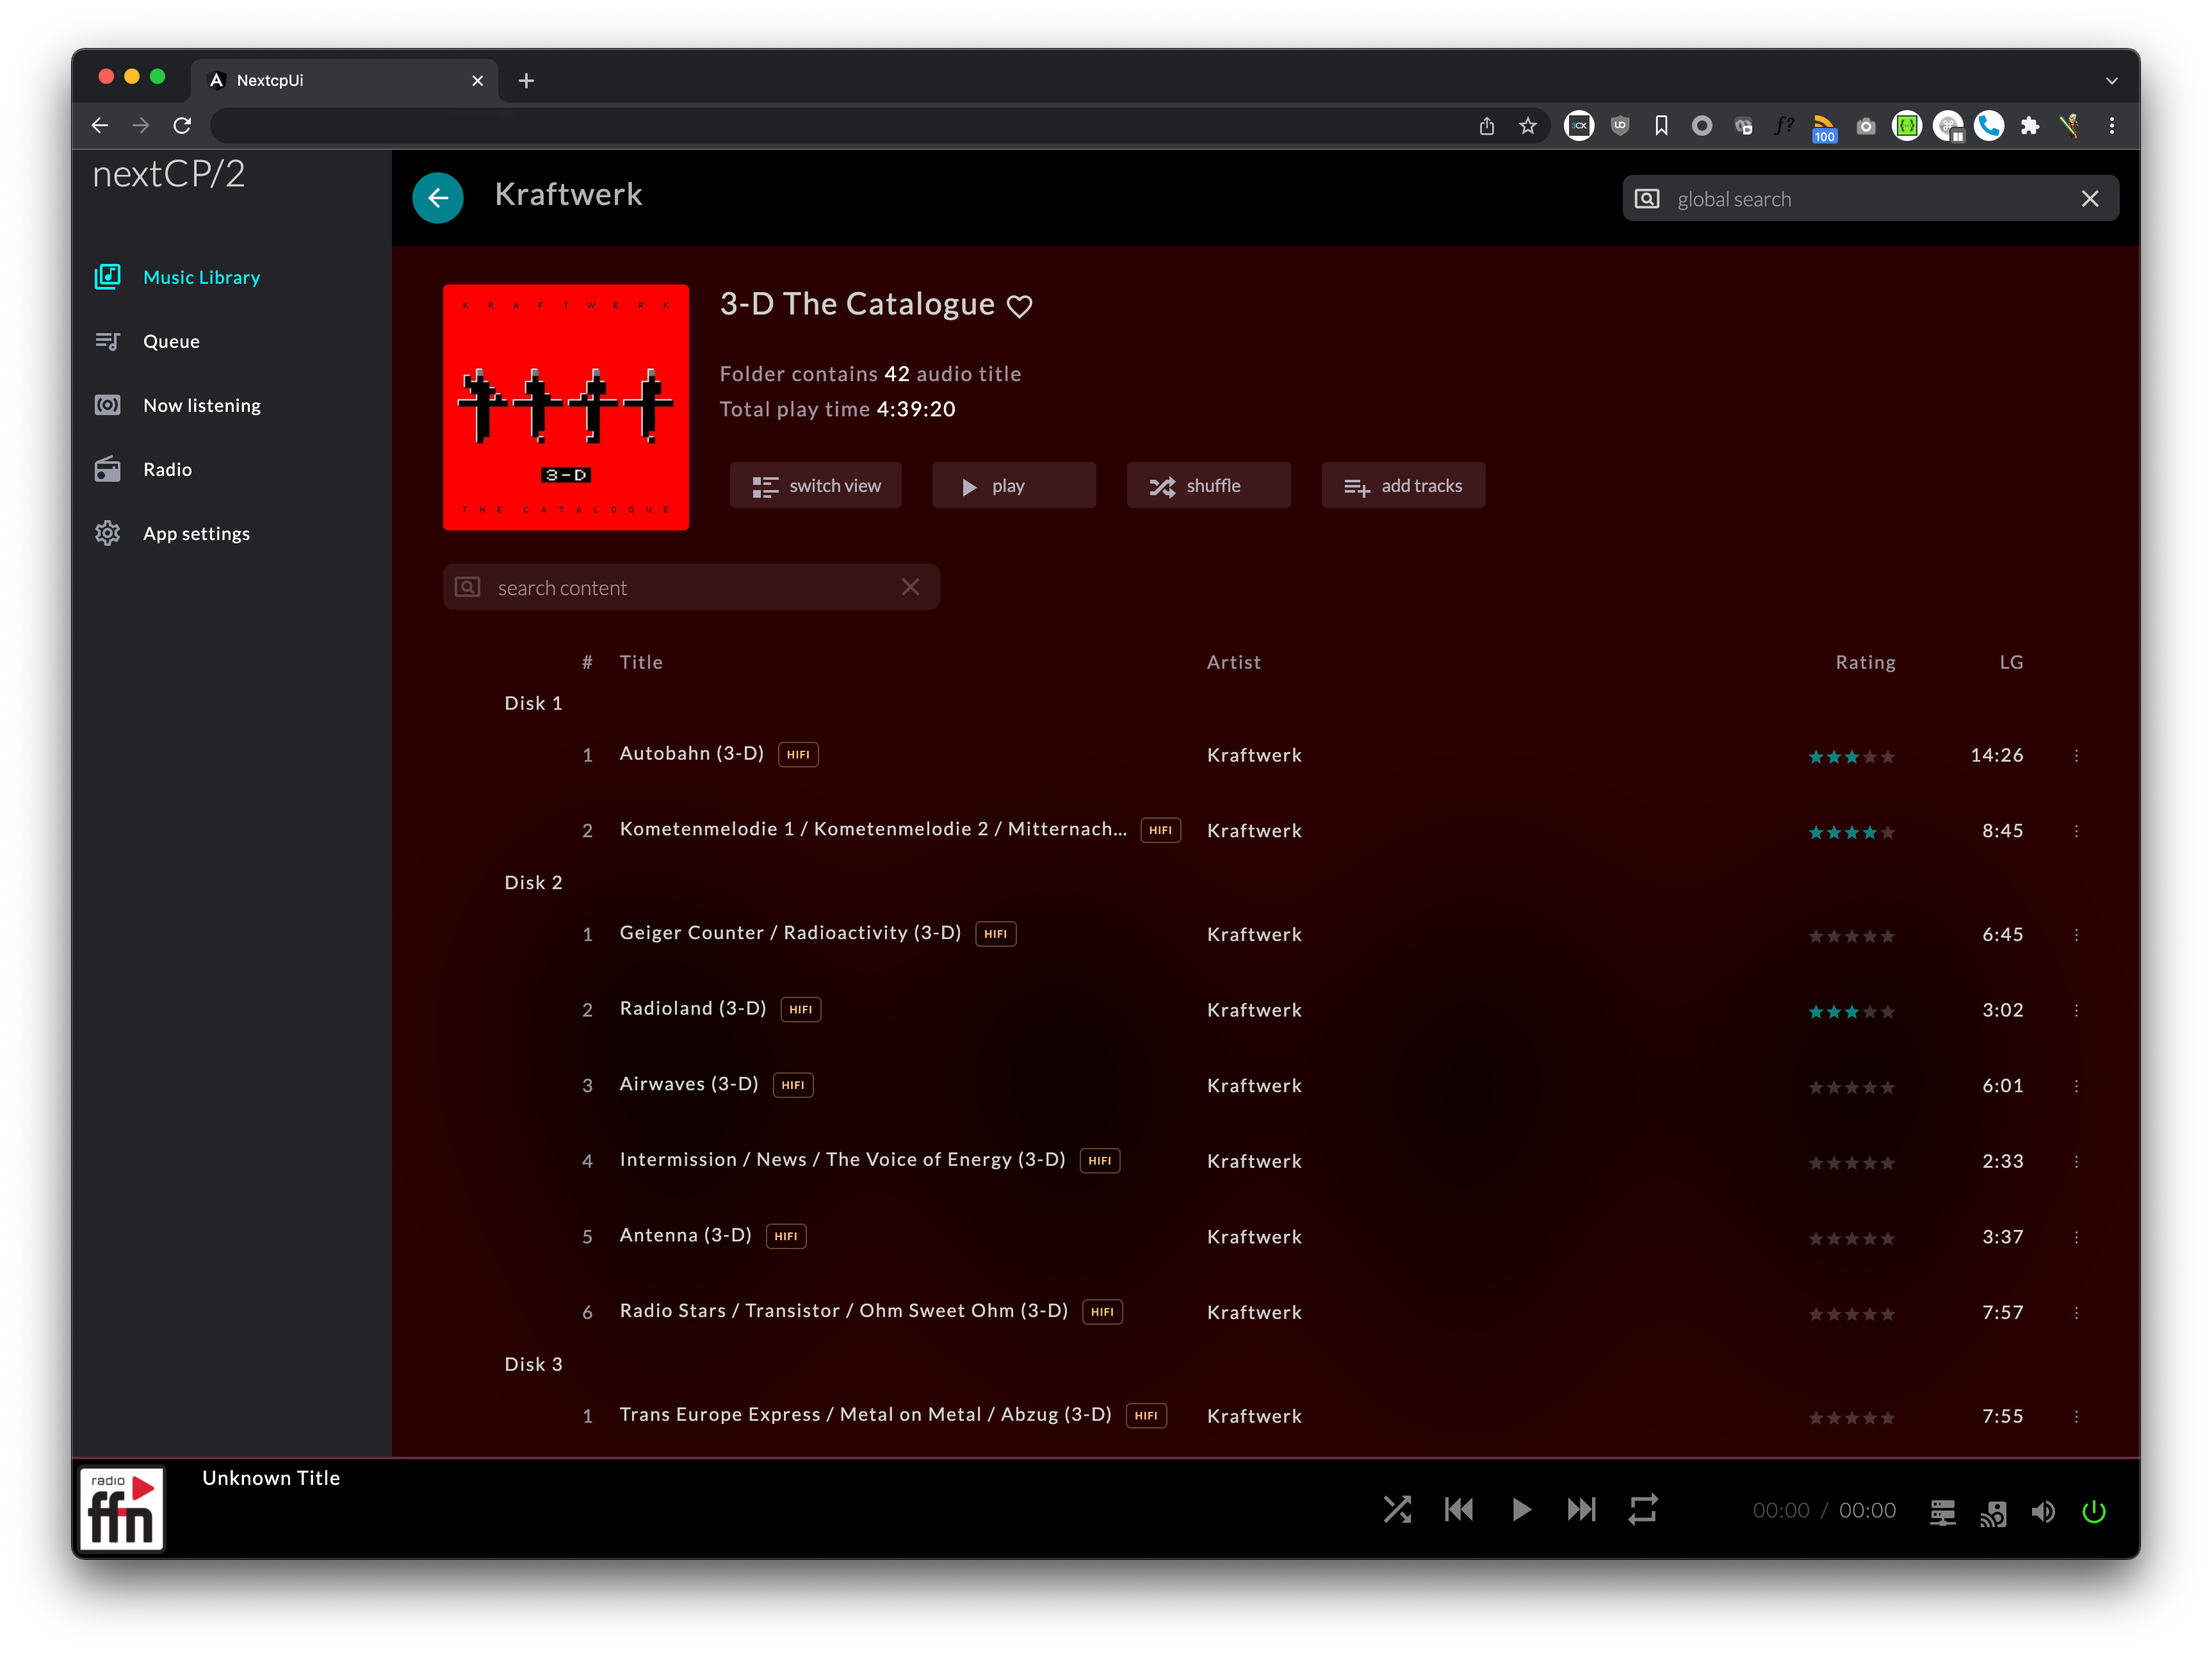 NextcpUi
100
nextCP/2
Kraftwerk
global search
Music Library
Queue
Now listening
Radio
App settings
KRAFTWERK
3-D
THE CATALOGUE
3-D The Catalogue
Folder contains 42 audio title
Total play time 4:39:20
switch view
play
shuffle
add tracks
search content
# Title Artist Rating LG
Disk 1
1 Autobahn (3-D) HIFI Kraftwerk 14:26
2 Kometenmelodie 1 / Kometenmelodie 2 / Mitternach... HIFI Kraftwerk 8:45
Disk 2
1 Geiger Counter / Radioactivity (3-D) HIFI Kraftwerk 6:45
2 Radioland (3-D) HIFI Kraftwerk 3:02
3 Airwaves (3-D) HIFI Kraftwerk 6:01
4 Intermission / News / The Voice of Energy (3-D) HIFI Kraftwerk 2:33
5 Antenna (3-D) HIFI Kraftwerk 3:37
6 Radio Stars / Transistor / Ohm Sweet Ohm (3-D) HIFI Kraftwerk 7:57
Disk 3
1 Trans Europe Express / Metal on Metal / Abzug (3-D) HIFI Kraftwerk 7:55
radio
ffn
Unknown Title
00:00 / 00:00